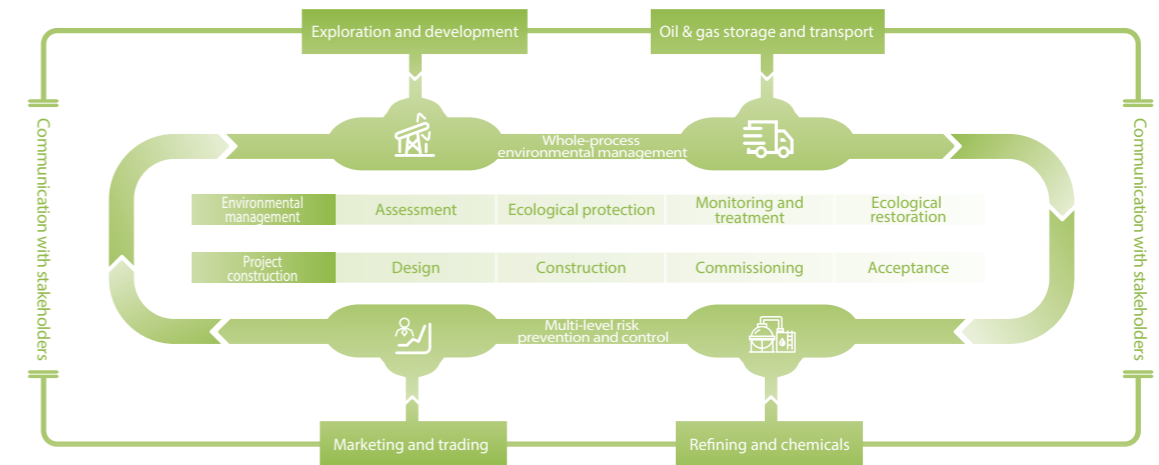 Exploration and development
Oil & gas storage and transport
Communication with stakeholders
Communication with stakeholders
Whole-process
environmental management
Environmental
management
Assessment
Ecological protection
Monitoring and
treatment
Ecological
restoration
Project
construction
Design
Construction
Commissioning
Acceptance
Multi-level risk
prevention and control
Marketing and trading
Refining and chemicals